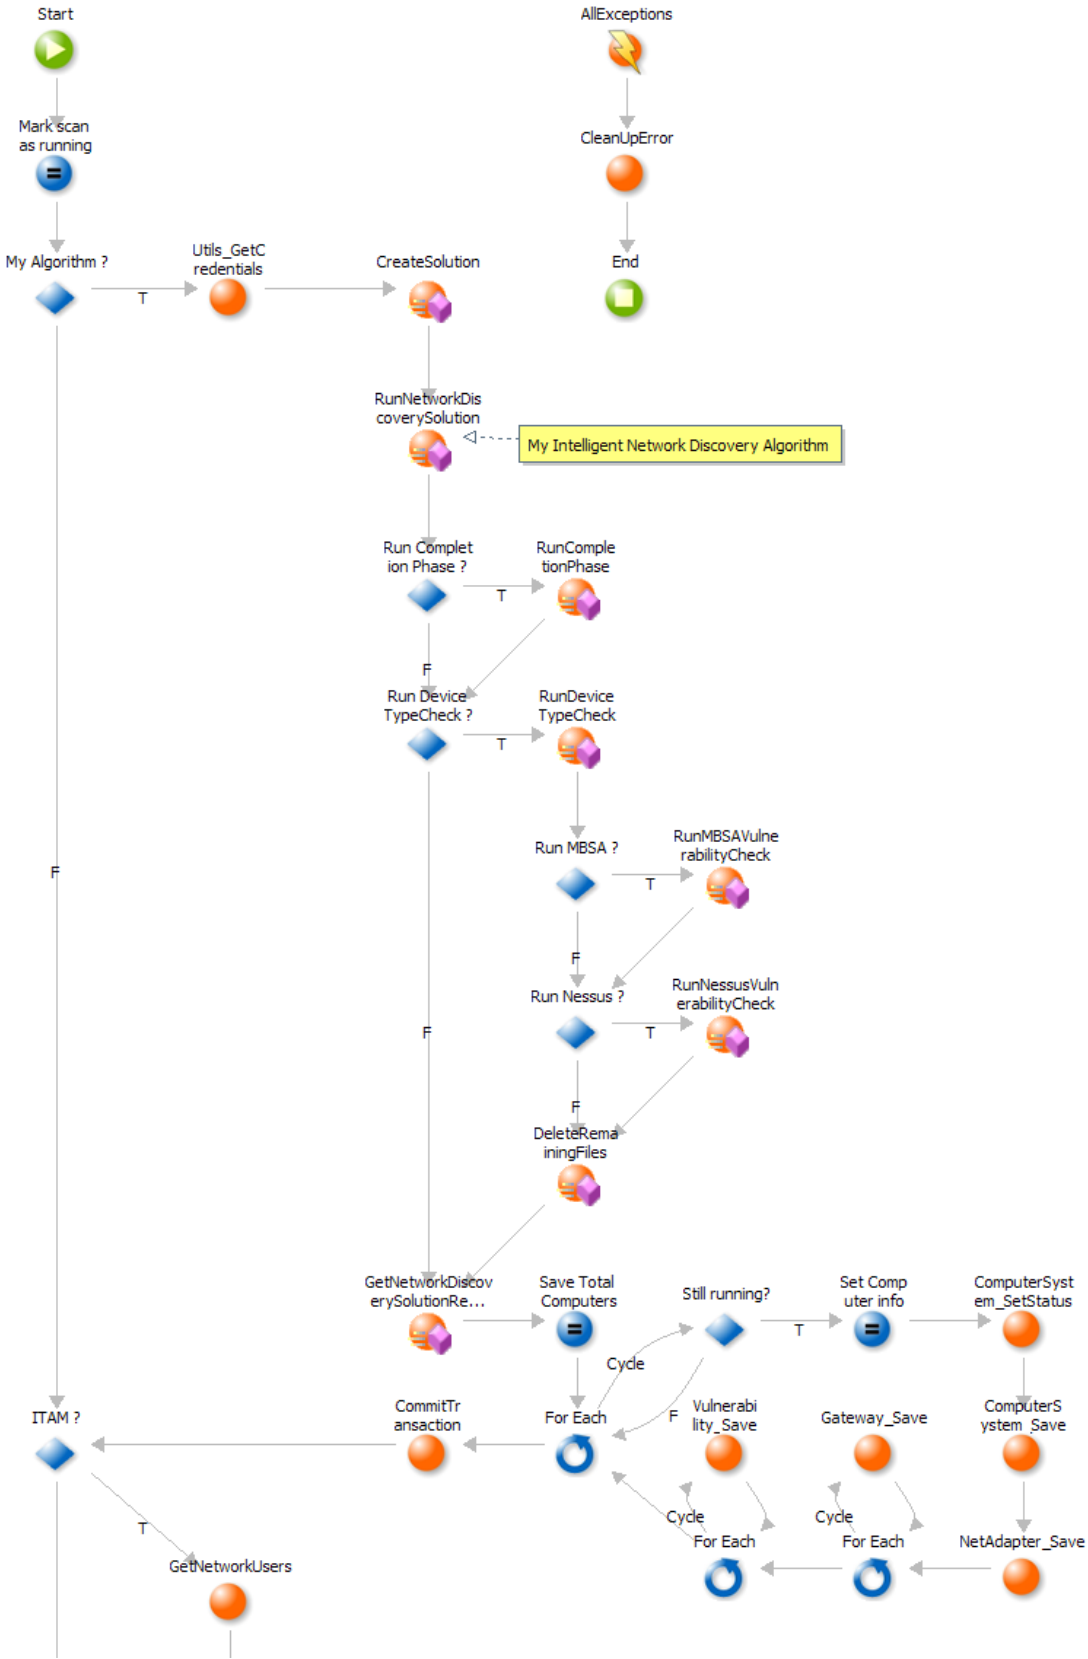 Start
AllExceptions
Mark scan
as running
CleanUpError
My Algorithm ?
T
Utils_GetC
redentials
CreateSolution
End
RunNetworkDis
coverySolution
My Intelligent Network Discovery Algorithm
Run Complet
ion Phase ?
T
RunComple
tionPhase
F
Run Device
TypeCheck ?
T
RunDevice
TypeCheck
F
Run MBSA ?
T
RunMBSAVulne
rabilityCheck
F
Run Nessus ?
T
RunNessusVuln
erabilityCheck
F
F
DeleteRema
iningFiles
GetNetworkDiscov
erySolutionRe...
Save Total
Computers
Still running?
T
Set Comp
uter info
ComputerSyst
em_SetStatus
Cycle
F
ITAM ?
CommitTr
ansaction
For Each
Vulnerabi
lity_Save
Gateway_Save
ComputerS
ystem_Save
T
Cycle
Cycle
GetNetworkUsers
For Each
For Each
NetAdapter_Save